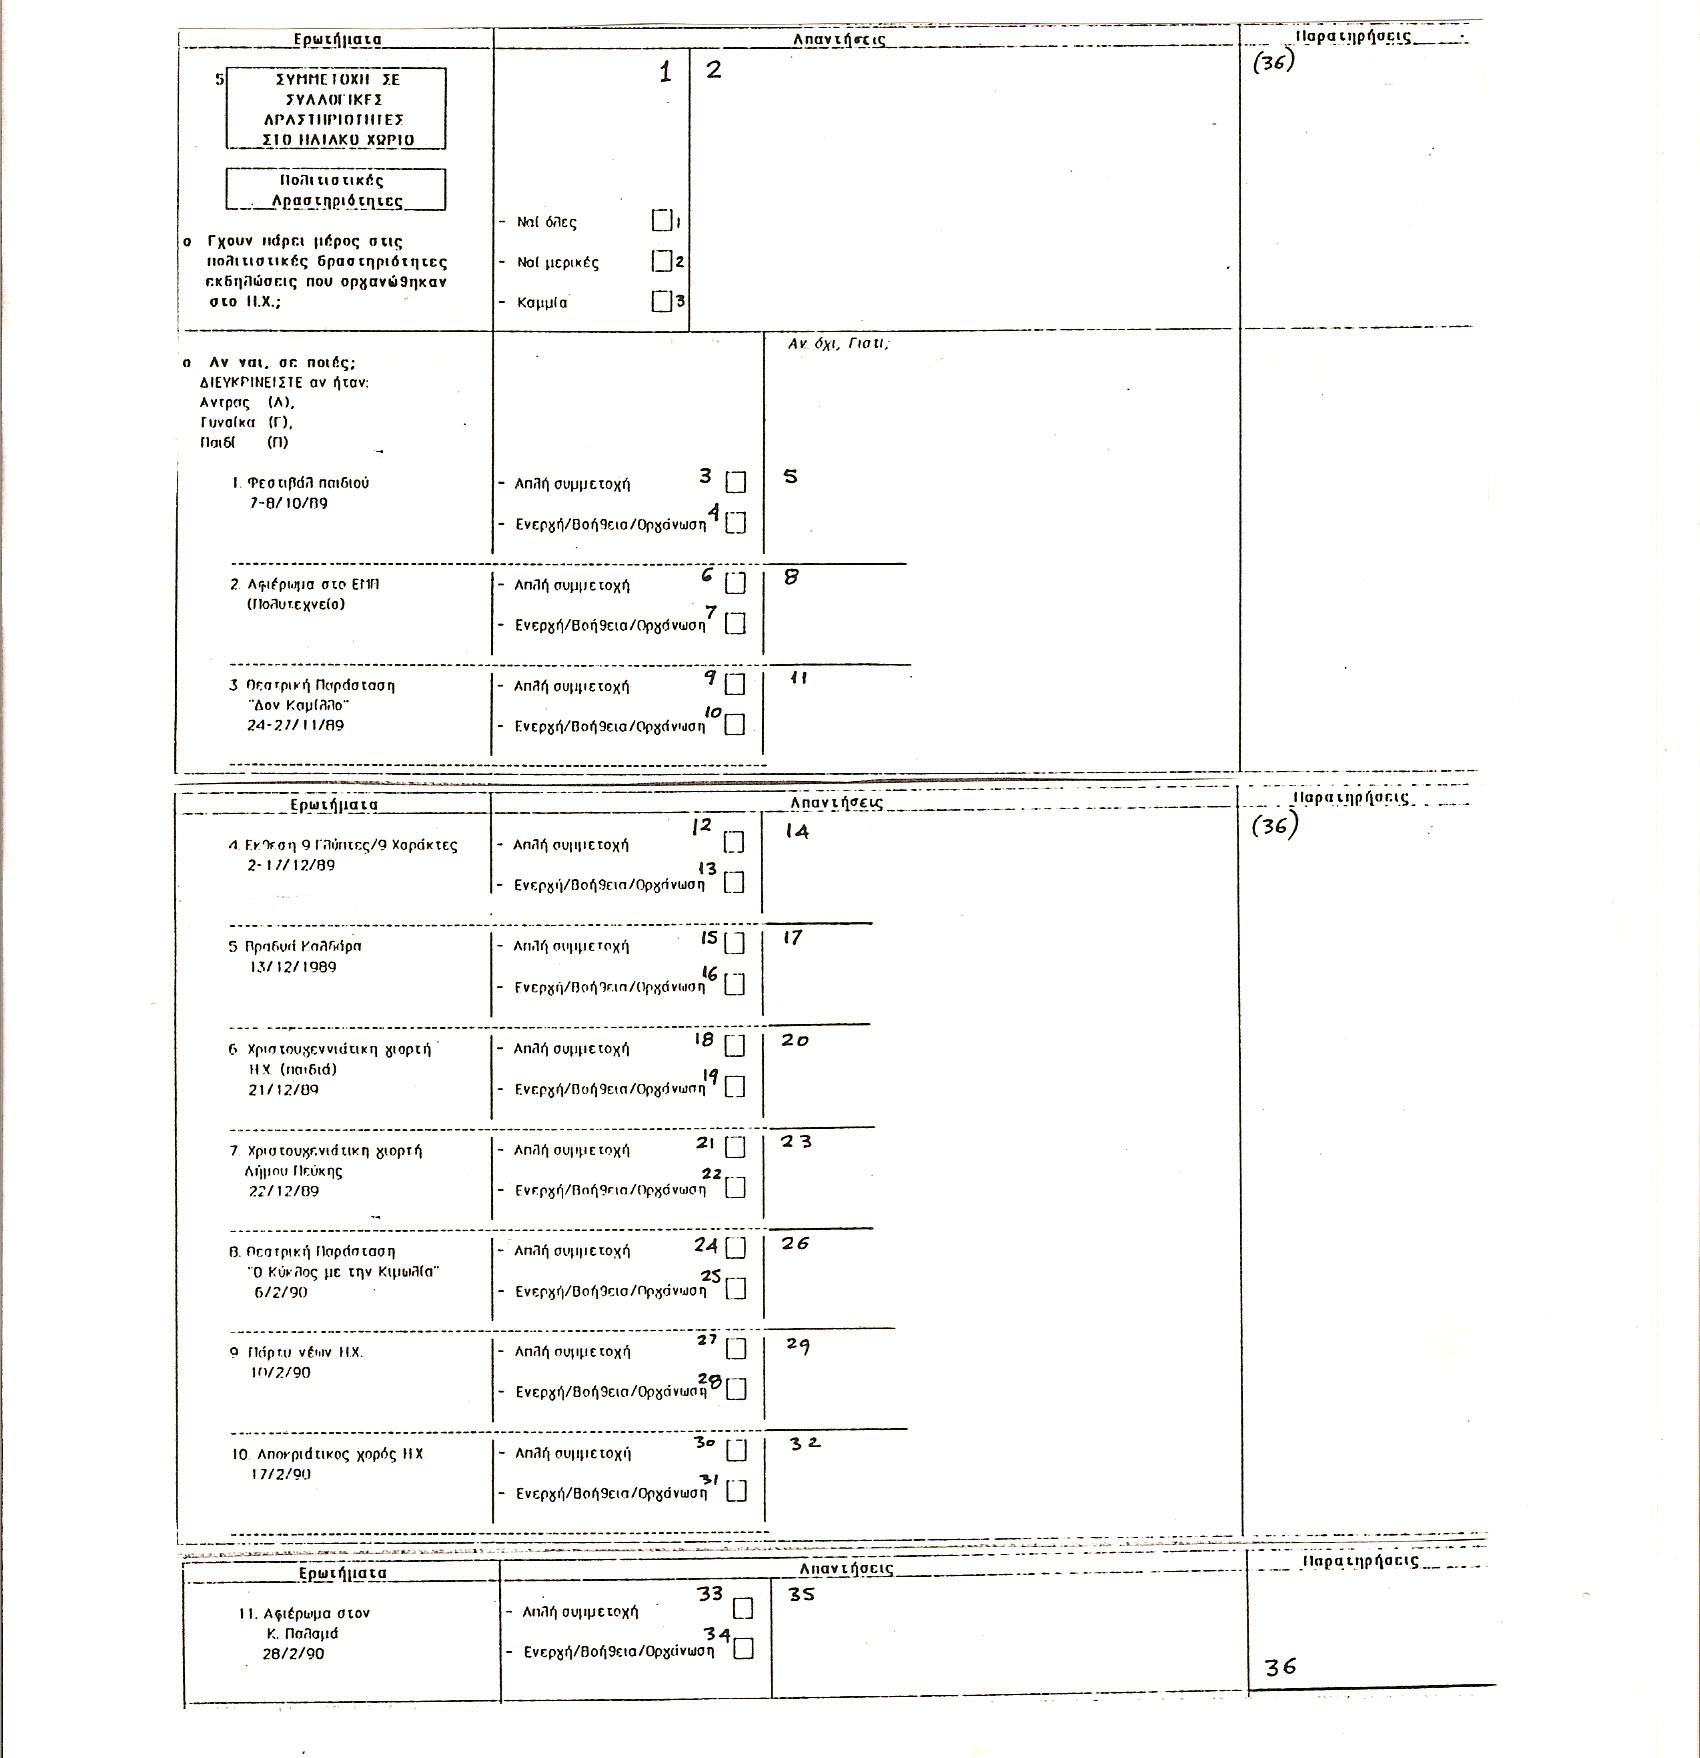 Ερωτήματα Απαντήσεις Παρατηρήσεις
5 ΣΥΜΜΕΤΟΧΗ ΣΕ 1 2 (36)
ΣΥΛΛΟΓΙΚΕΣ
ΔΡΑΣΤΗΡΙΟΤΗΤΕΣ
ΣΤΟ ΗΛΙΑΚΟ ΧΩΡΙΟ
Πολιτιστικές
Δραστηριότητες
- Ναί όλες 1
ο Έχουν πάρει μέρος στις
πολιτιστικές δραστηριότητες - Ναί μερικές 2
εκδηλώσεις που οργανώθηκαν
στο Η.Χ.; - Καμμία 3
Αν όχι, Γιατί;
ο Αν ναι, σε ποιές;
ΔΙΕΥΚΡΙΝΕΙΣΤΕ αν ήταν:
Αντρας (Α),
Γυναίκα (Γ),
Παιδί (Π)
1. Φεστιβάλ παιδιού - Απλή συμμετοχή 3 5
7-8/10/89
- Ενεργή/Βοήθεια/Οργάνωση 4
2. Αφιέρωμα στο ΕΜΠ - Απλή συμμετοχή 6 8
(Πολυτεχνείο)
- Ενεργή/Βοήθεια/Οργάνωση 7
3 Θεατρική Παράσταση - Απλή συμμετοχή 9 11
"Δον Καμίλλο"
24-27/11/89 - Ενεργή/Βοήθεια/Οργάνωση 10
Ερωτήματα Απαντήσεις Παρατηρήσεις
4. Εκθεση 9 Γλύπτες/9 Χαράκτες - Απλή συμμετοχή 12 14 (36)
2-17/12/89
- Ενεργή/Βοήθεια/Οργάνωση 13
5 Βραδυά Καλδάρα - Απλή συμμετοχή 15 17
13/12/1989
- Ενεργή/Βοήθεια/Οργάνωση 16
6 Χριστουγεννιάτικη γιορτή - Απλή συμμετοχή 18 20
Η.Χ. (παιδιά)
21/12/89 - Ενεργή/Βοήθεια/Οργάνωση 19
7. Χριστουγενιάτικη γιορτή - Απλή συμμετοχή 21 23
Δήμου Πεύκης
22/12/89 - Ενεργή/Βοήθεια/Οργάνωση 22
8. Θεατρική Παράσταση - Απλή συμμετοχή 24 26
"Ο Κύκλος με την Κιμωλία"
6/2/90 - Ενεργή/Βοήθεια/Οργάνωση 25
9 Πάρτυ νέων Η.Χ. - Απλή συμμετοχή 27 29
10/2/90
- Ενεργή/Βοήθεια/Οργάνωση 28
10. Αποκριάτικος χορός Η.Χ - Απλή συμμετοχή 30 32
17/2/90
- Ενεργή/Βοήθεια/Οργάνωση 31
Ερωτήματα Απαντήσεις Παρατηρήσεις
11. Αφιέρωμα στον - Απλή συμμετοχή 33 35
Κ. Παλαμά
28/2/90 - Ενεργή/Βοήθεια/Οργάνωση 34
36